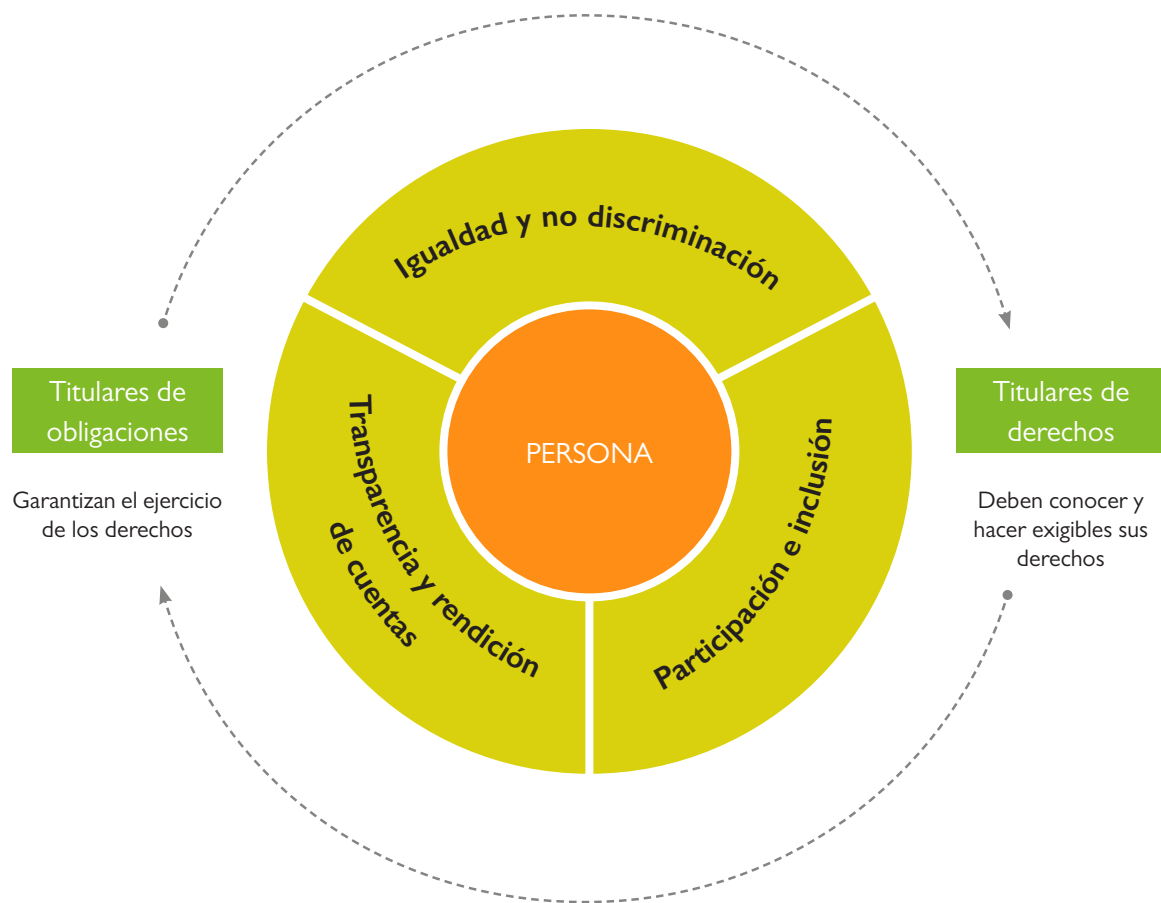 Igualdad y no discriminación
Titulares de
obligaciones
Garantizan el ejercicio
de los derechos
Transparencia y rendición
de cuentas
PERSONA
Participación e inclusión
Titulares de
derechos
Deben conocer y
hacer exigibles sus
derechos